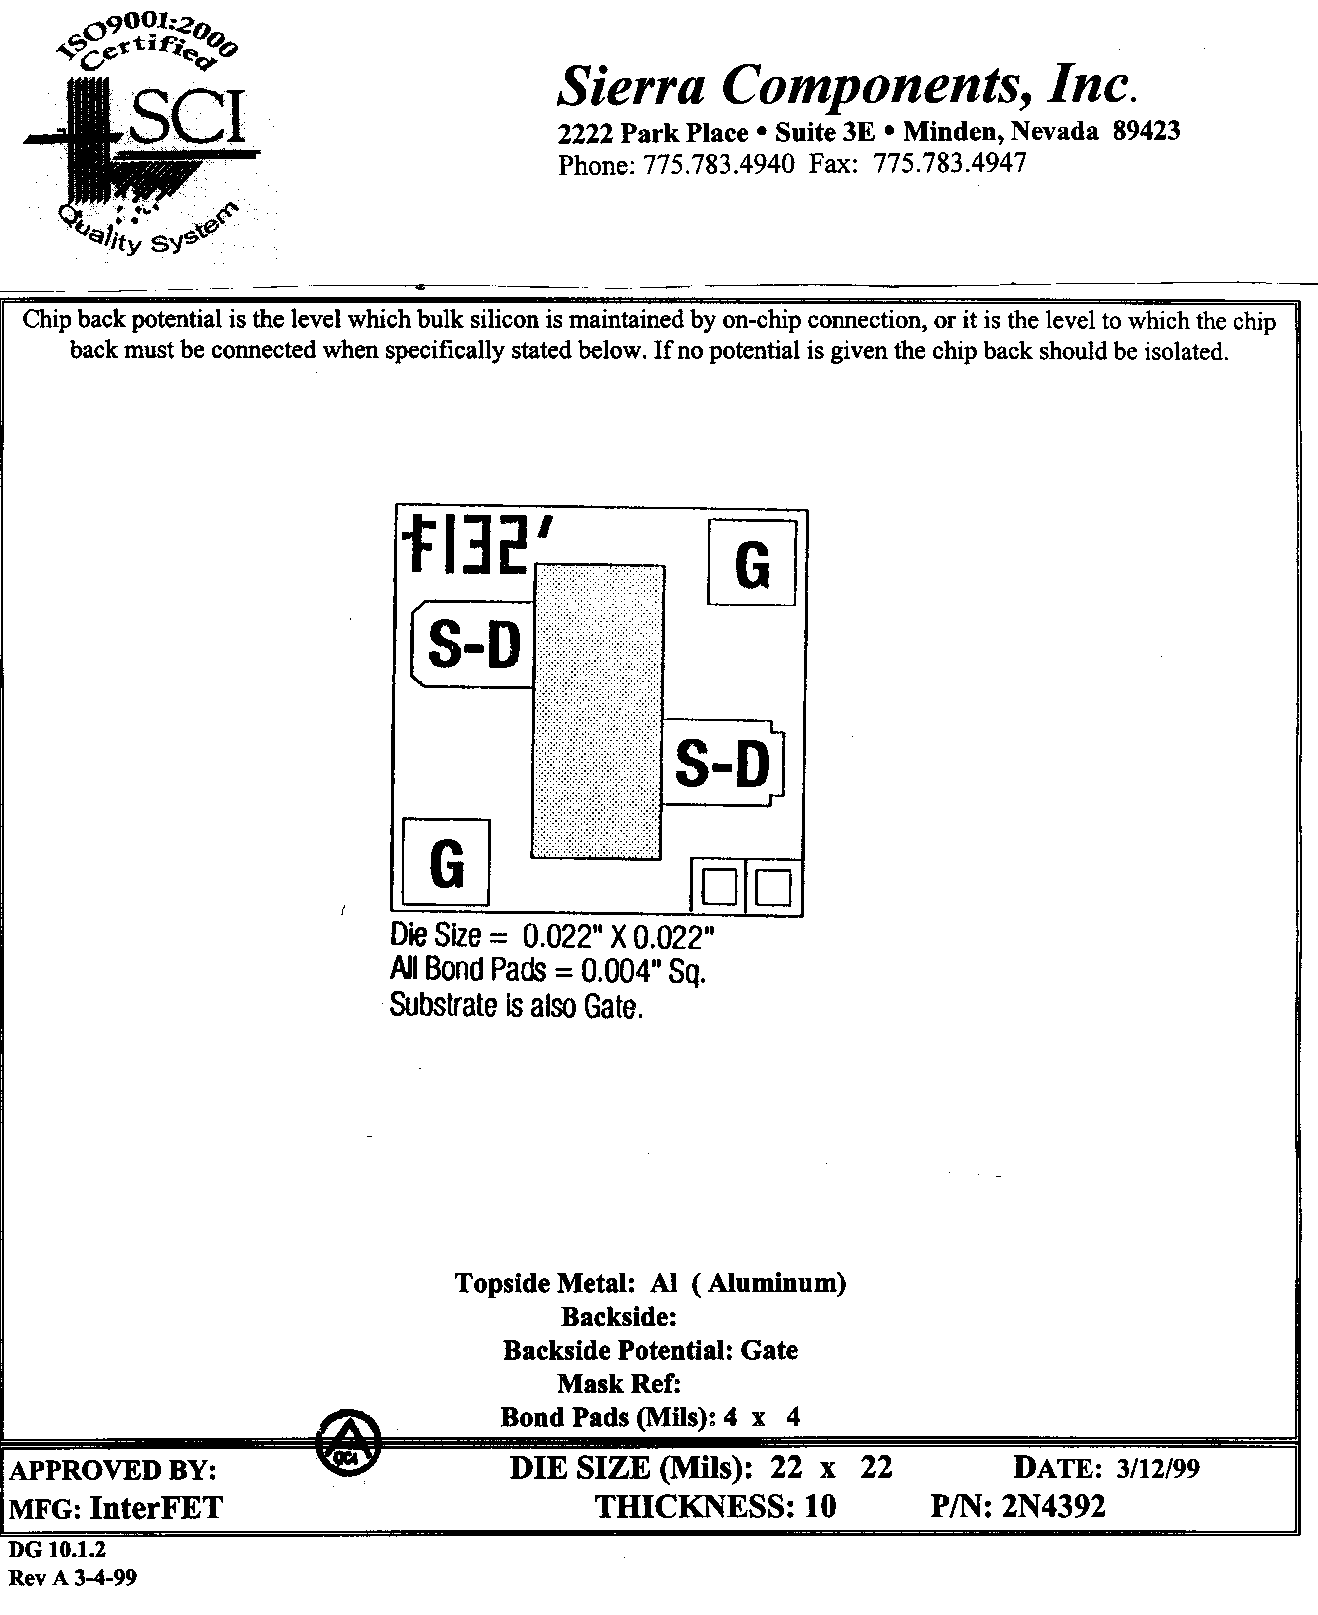 ISO9001:2000
Certified
SCI
Quality System
Sierra Components, Inc.
2222 Park Place • Suite 3E • Minden, Nevada 89423
Phone: 775.783.4940 Fax: 775.783.4947
Chip back potential is the level which bulk silicon is maintained by on-chip connection, or it is the level to which the chip
back must be connected when specifically stated below. If no potential is given the chip back should be isolated.
G
S-D
S-D
G
Die Size = 0.022" X 0.022"
All Bond Pads = 0.004" Sq.
Substrate is also Gate.
Topside Metal: Al ( Aluminum)
Backside:
Backside Potential: Gate
Mask Ref:
Bond Pads (Mils): 4 x 4
APPROVED BY:
DIE SIZE (Mils): 22 x 22
DATE: 3/12/99
MFG: InterFET
THICKNESS: 10
P/N: 2N4392
DG 10.1.2
Rev A 3-4-99